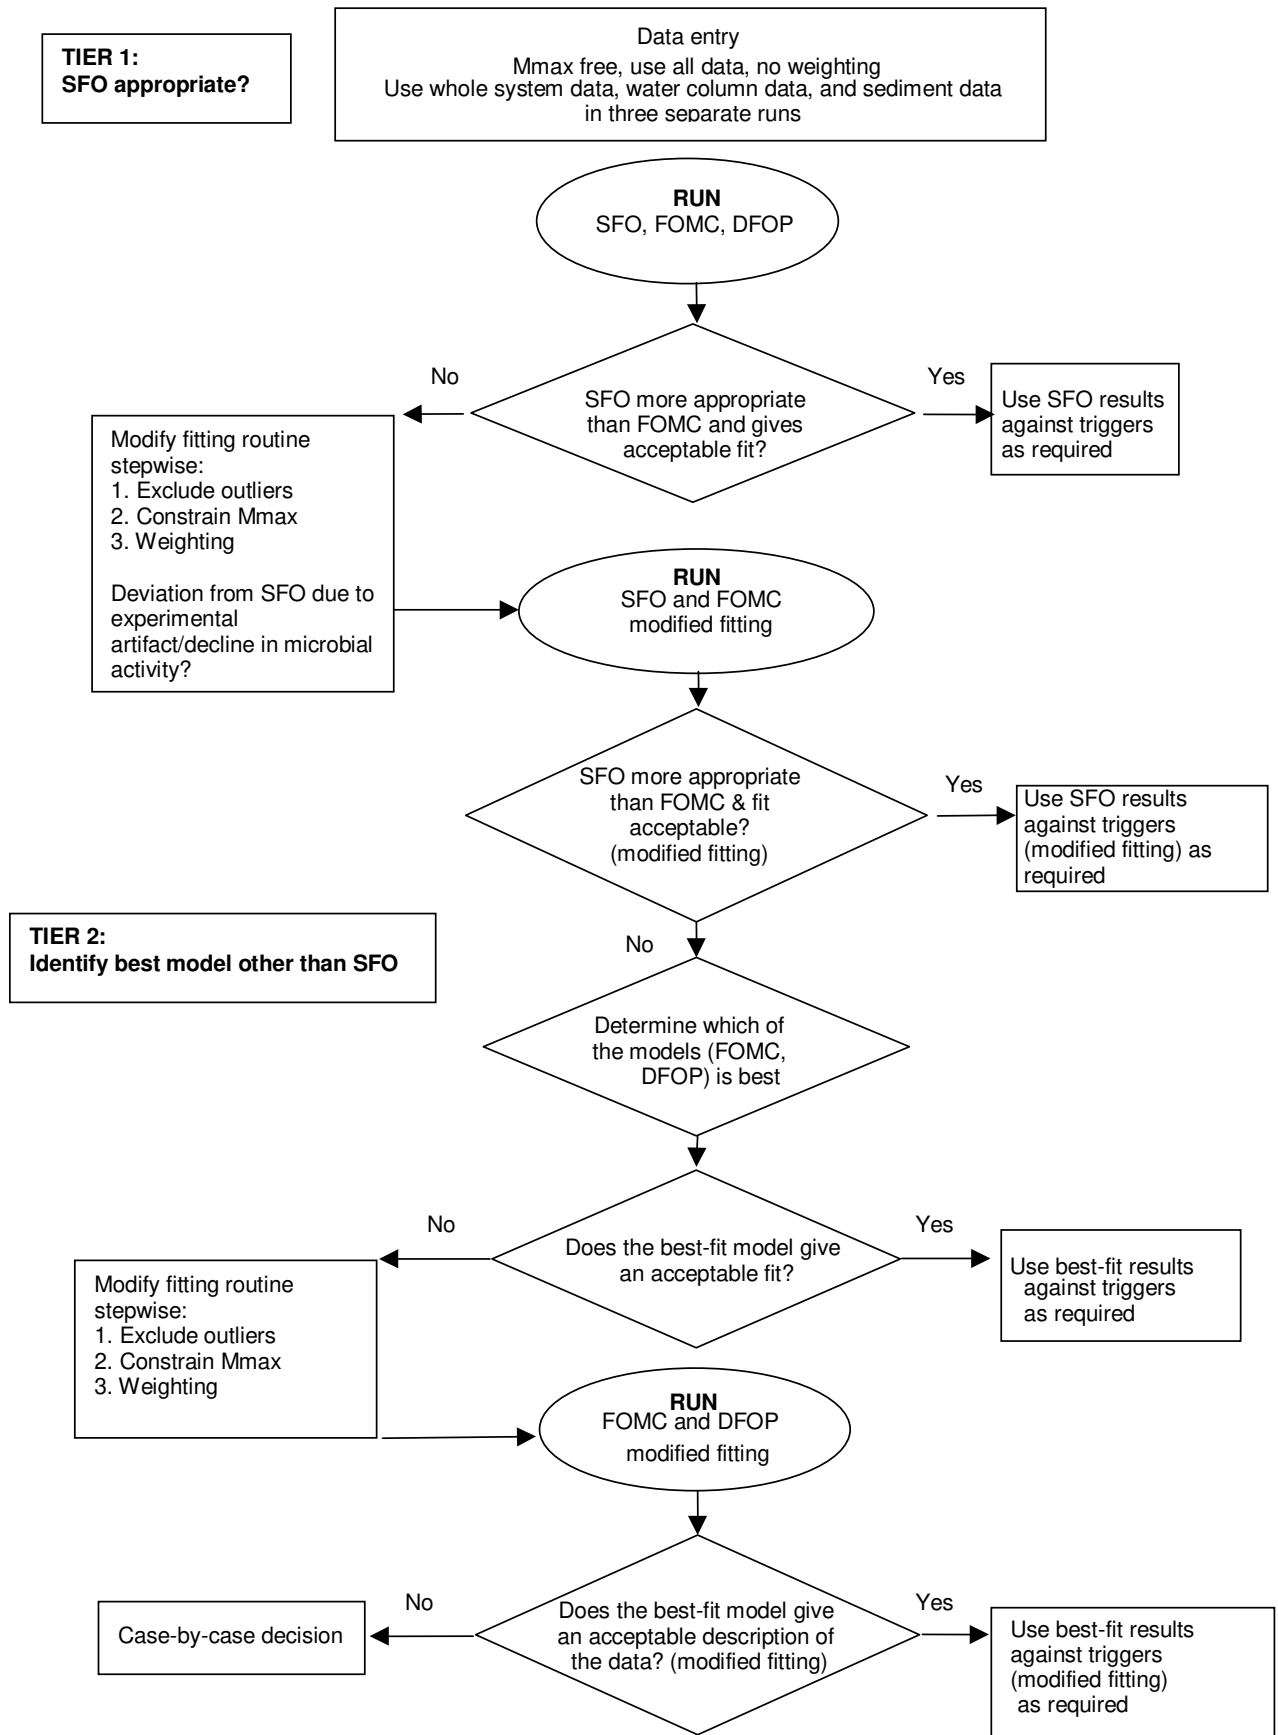 TIER 1:
SFO appropriate?
Data entry
Mmax free, use all data, no weighting
Use whole system data, water column data, and sediment data
in three separate runs
RUN
SFO, FOMC, DFOP
No
Yes
SFO more appropriate
than FOMC and gives
acceptable fit?
Use SFO results
against triggers
as required
Modify fitting routine
stepwise:
1. Exclude outliers
2. Constrain Mmax
3. Weighting
Deviation from SFO due to
experimental
artifact/decline in microbial
activity?
RUN
SFO and FOMC
modified fitting
SFO more appropriate
than FOMC & fit
acceptable?
(modified fitting)
Yes
Use SFO results
against triggers
(modified fitting) as
required
TIER 2:
Identify best model other than SFO
No
Determine which of
the models (FOMC,
DFOP) is best
No
Yes
Does the best-fit model give
an acceptable fit?
Use best-fit results
against triggers
as required
Modify fitting routine
stepwise:
1. Exclude outliers
2. Constrain Mmax
3. Weighting
RUN
FOMC and DFOP
modified fitting
No
Yes
Case-by-case decision
Does the best-fit model give
an acceptable description of
the data? (modified fitting)
Use best-fit results
against triggers
(modified fitting)
as required